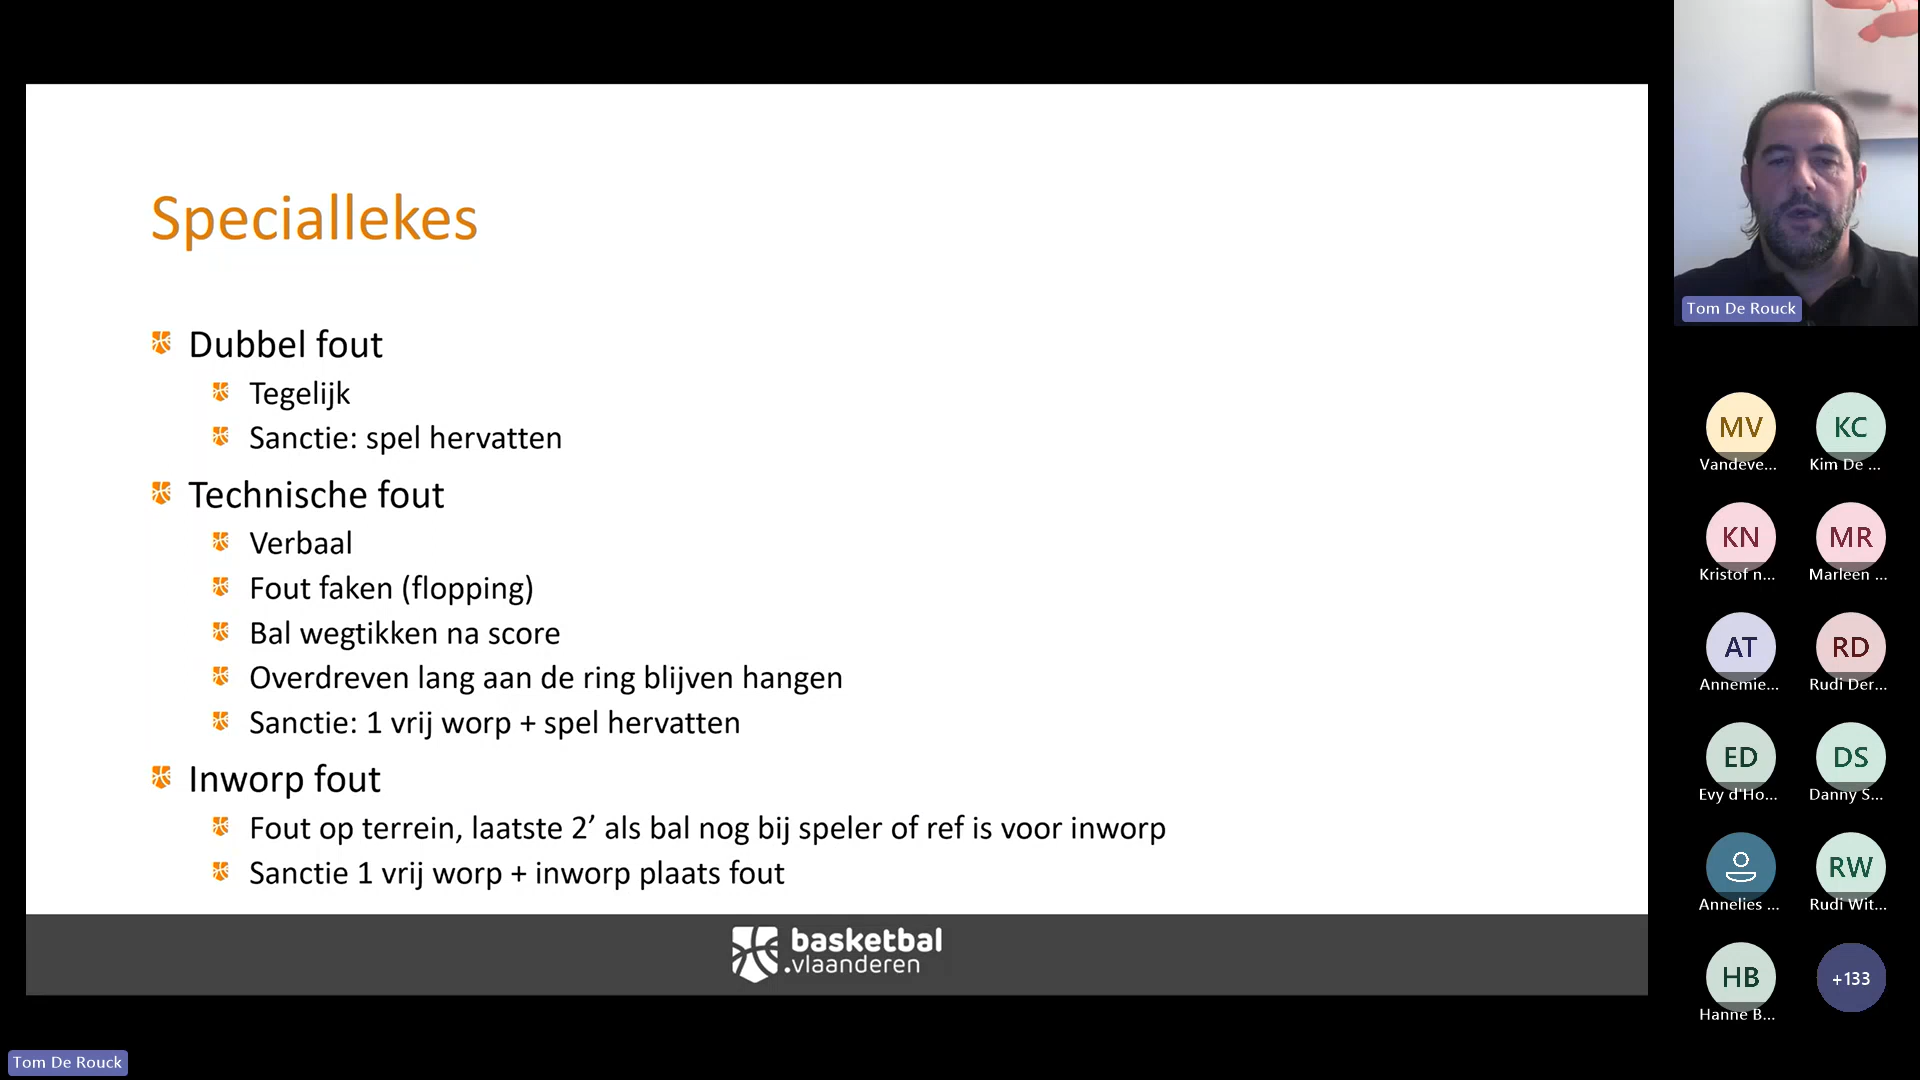 Speciallekes
Dubbel fout
Tegelijk
Sanctie: spel hervatten
Technische fout
Verbaal
Fout faken (flopping)
Bal wegtikken na score
Overdreven lang aan de ring blijven hangen
Sanctie: 1 vrij worp + spel hervatten
Inworp fout
Fout op terrein, laatste 2’ als bal nog bij speler of ref is voor inworp
Sanctie 1 vrij worp + inworp plaats fout
basketbal
.vlaanderen
Tom De Rouck
Tom De Rouck
MV
KC
Vandeve...
Kim De ...
KN
MR
Kristof n...
Marleen ...
AT
RD
Annemie...
Rudi Der...
ED
DS
Evy d'Ho...
Danny S...
Annelies ...
RW
Rudi Wit...
HB
+133
Hanne B...